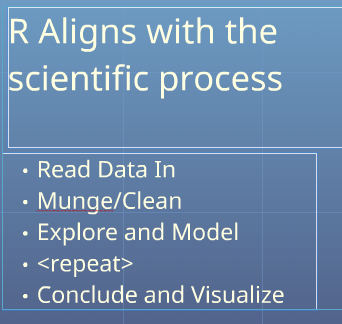 R Aligns with the
scientific process
• Read Data In
• Munge/Clean
• Explore and Model
• <repeat>
• Conclude and Visualize